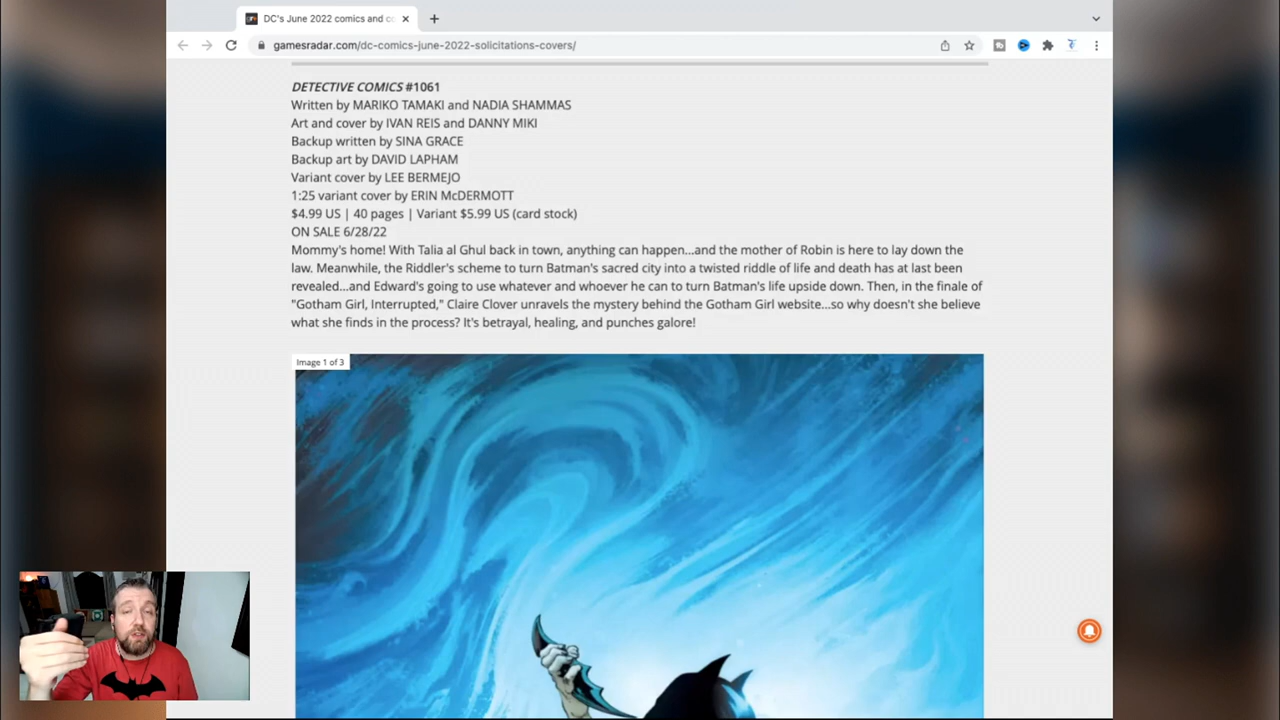 DC's June 2022 comics and co
gamesradar.com/dc-comics-june-2022-solicitations-covers/
DETECTIVE COMICS #1061
Written by MARIKO TAMAKI and NADIA SHAMMAS
Art and cover by IVAN REIS and DANNY MIKI
Backup written by SINA GRACE
Backup art by DAVID LAPHAM
Variant cover by LEE BERMEJO
1:25 variant cover by ERIN McDERMOTT
$4.99 US | 40 pages | Variant $5.99 US (card stock)
ON SALE 6/28/22
Mommy's home! With Talia al Ghul back in town, anything can happen...and the mother of Robin is here to lay down the
law. Meanwhile, the Riddler's scheme to turn Batman's sacred city into a twisted riddle of life and death has at last been
revealed...and Edward's going to use whatever and whoever he can to turn Batman's life upside down. Then, in the finale of
"Gotham Girl, Interrupted," Claire Clover unravels the mystery behind the Gotham Girl website...so why doesn't she believe
what she finds in the process? It's betrayal, healing, and punches galore!
Image 1 of 3